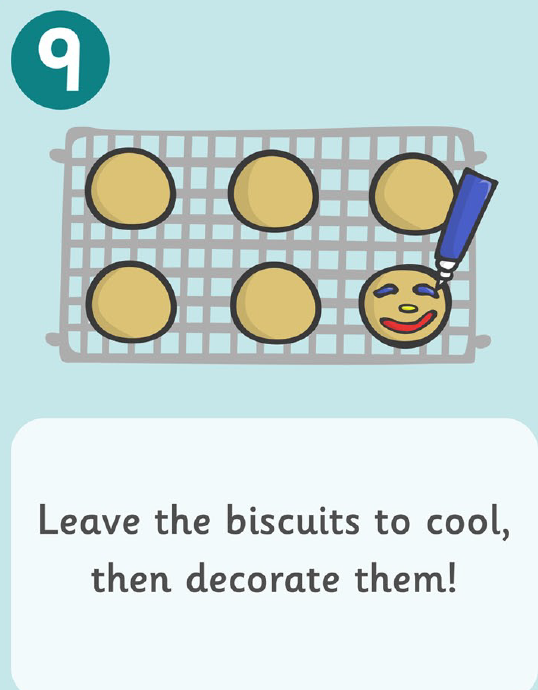 9
Leave the biscuits to cool,
then decorate them!